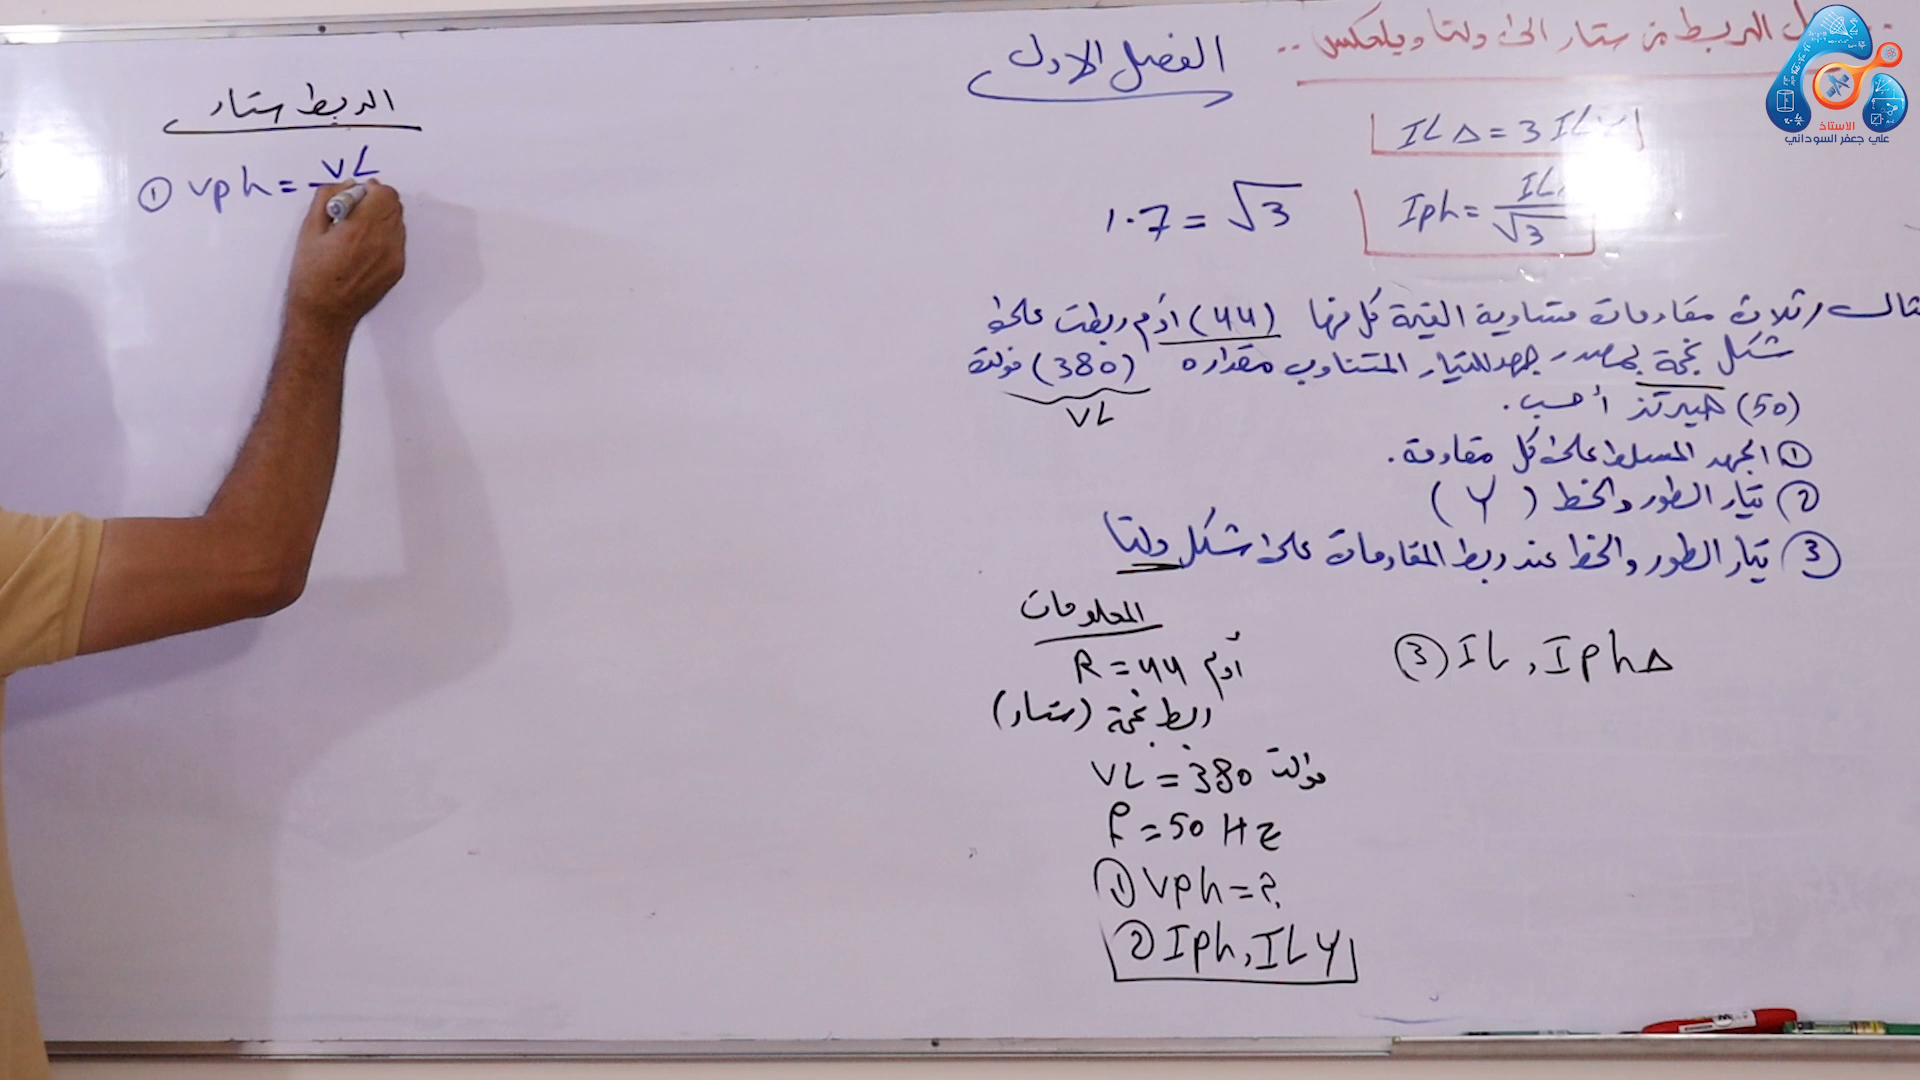 الربط من ستار الى دلتا وبلعكس ..
الفصل الاول
IL Δ = 3 IL Y
Iph = IL / √3
1.7 = √3
مثال / ثلاث مقاومات متساوية القيمة كل منها (44) أوم ربطت على
شكل نجمة بمصدر جهد للتيار المتناوب مقداره (380) فولت
VL
(50) هيرتز أحسب .
① الجهد المسلط على كل مقاومة .
② تيار الطور والخط ( Y )
③ تيار الطور والخط عند ربط المقاومات على شكل دلتا
المعلومات
R = 44 أوم
ربط نجمة (ستار)
VL = 380 فولت
f = 50 Hz
① Vph = ?
② Iph, IL Y
③ IL , Iph Δ
الربط ستار
① Vph = VL
الاستاذ
علي جعفر السوداني